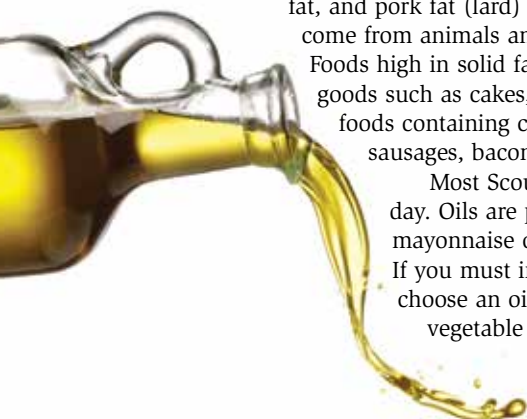 fat, and pork fat (lard)
come from animals an
Foods high in solid fa
goods such as cakes,
foods containing c
sausages, bacon
Most Scou
day. Oils are p
mayonnaise o
If you must i
choose an oi
vegetable